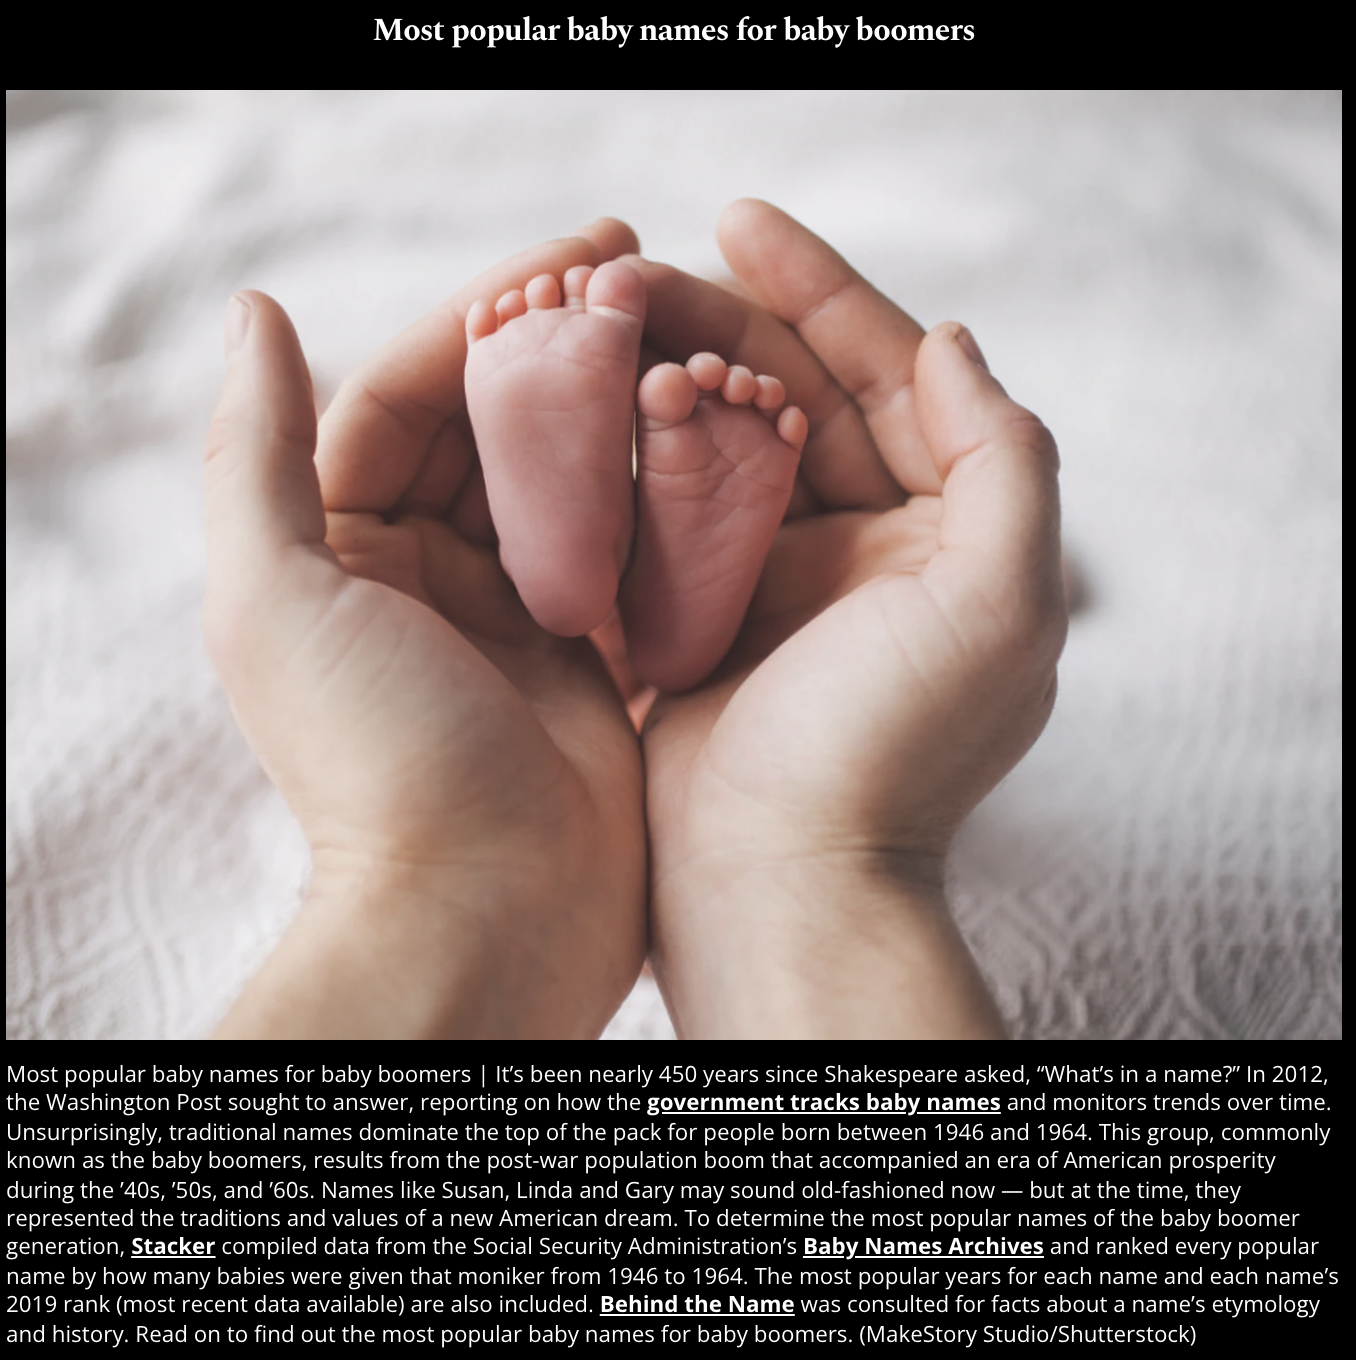 Most popular baby names for baby boomers
Most popular baby names for baby boomers | It’s been nearly 450 years since Shakespeare asked, “What’s in a name?” In 2012,
the Washington Post sought to answer, reporting on how the government tracks baby names and monitors trends over time.
Unsurprisingly, traditional names dominate the top of the pack for people born between 1946 and 1964. This group, commonly
known as the baby boomers, results from the post-war population boom that accompanied an era of American prosperity
during the ’40s, ’50s, and ’60s. Names like Susan, Linda and Gary may sound old-fashioned now — but at the time, they
represented the traditions and values of a new American dream. To determine the most popular names of the baby boomer
generation, Stacker compiled data from the Social Security Administration’s Baby Names Archives and ranked every popular
name by how many babies were given that moniker from 1946 to 1964. The most popular years for each name and each name’s
2019 rank (most recent data available) are also included. Behind the Name was consulted for facts about a name’s etymology
and history. Read on to find out the most popular baby names for baby boomers. (MakeStory Studio/Shutterstock)